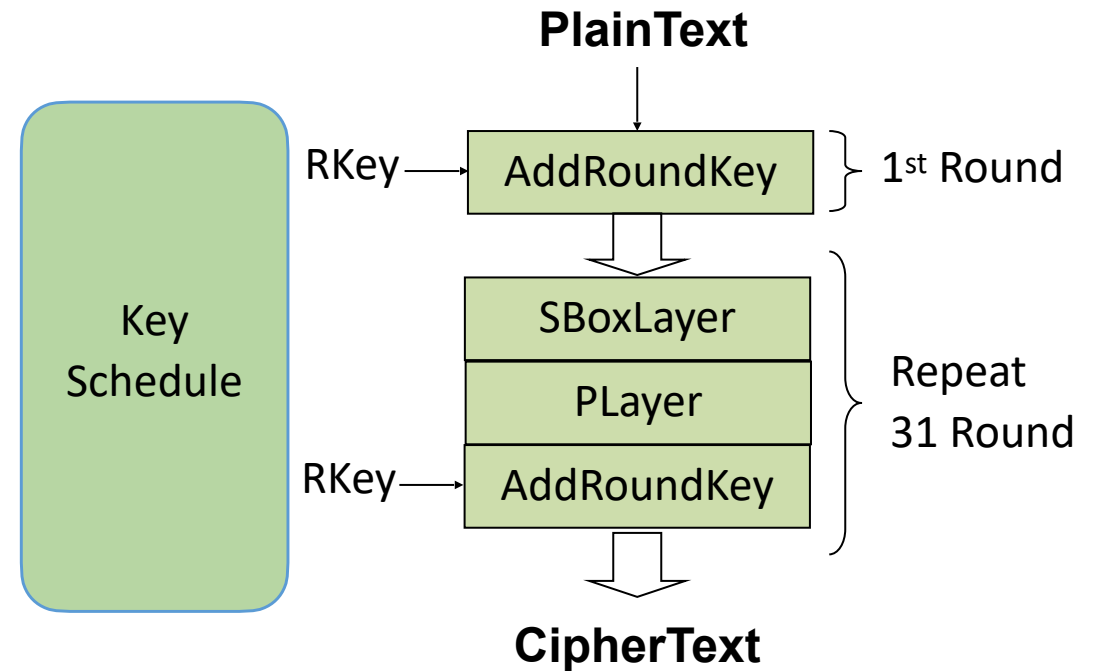 PlainText
RKey
AddRoundKey
1st Round
SBoxLayer
Key
Schedule
PLayer
Repeat
31 Round
RKey
AddRoundKey
CipherText